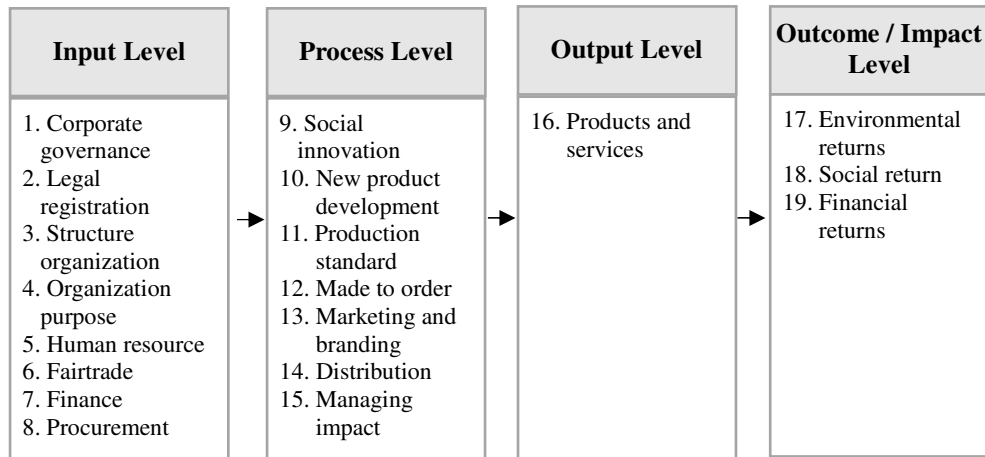 Input Level
1. Corporate
governance
2. Legal
registration
3. Structure
organization
4. Organization
purpose
5. Human resource
6. Fairtrade
7. Finance
8. Procurement
Process Level
9. Social
innovation
10. New product
development
11. Production
standard
12. Made to order
13. Marketing and
branding
14. Distribution
15. Managing
impact
Output Level
16. Products and
services
Outcome / Impact
Level
17. Environmental
returns
18. Social return
19. Financial
returns